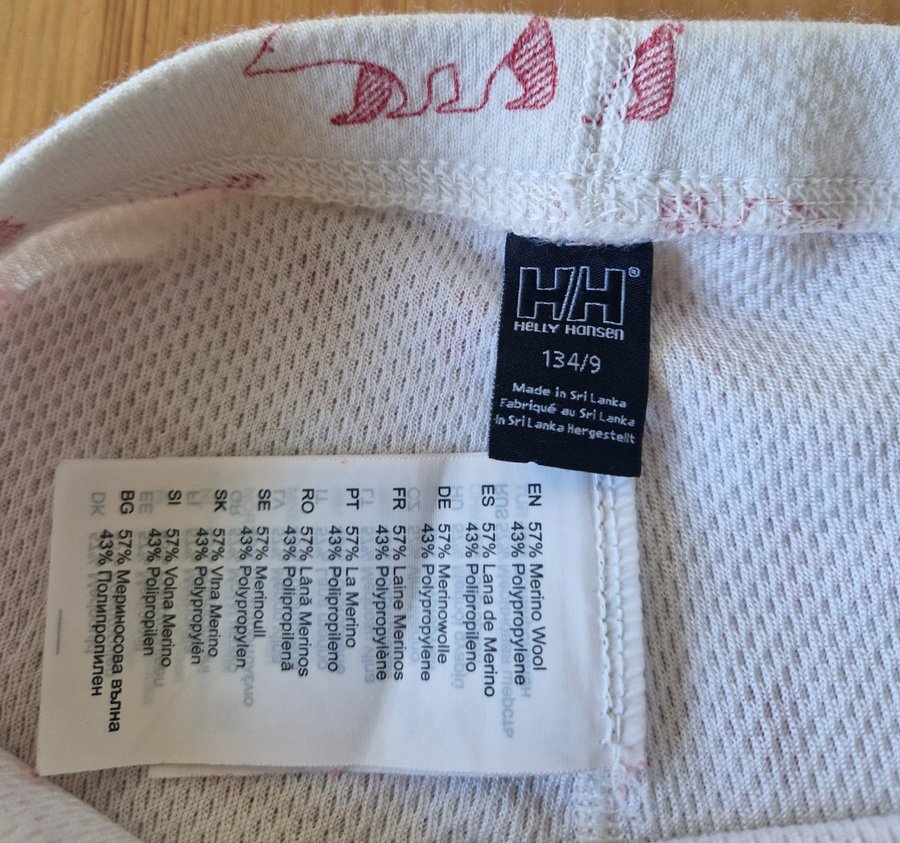 HH®
HELLY HANSEN
134/9
Made in Sri Lanka
Fabriqué au Sri Lanka
In Sri Lanka Hergestellt
EN 57% Merino Wool
43% Polypropylene
ES 57% Lana de Merino
43% Polipropileno
DE 57% Merinowolle
43% Polypropylene
FR 57% Laine Merinos
43% Polypropylène
PT 57% La Merino
43% Polipropileno
RO 57% Lână Merinos
43% Polipropilenă
SE 57% Merinoull
43% Polypropylen
SK 57% Vlna Merino
43% Polypropylén
SI 57% Volna Merino
43% Polipropilen
BG 57% Мериносова вълна
43% Полипропилен